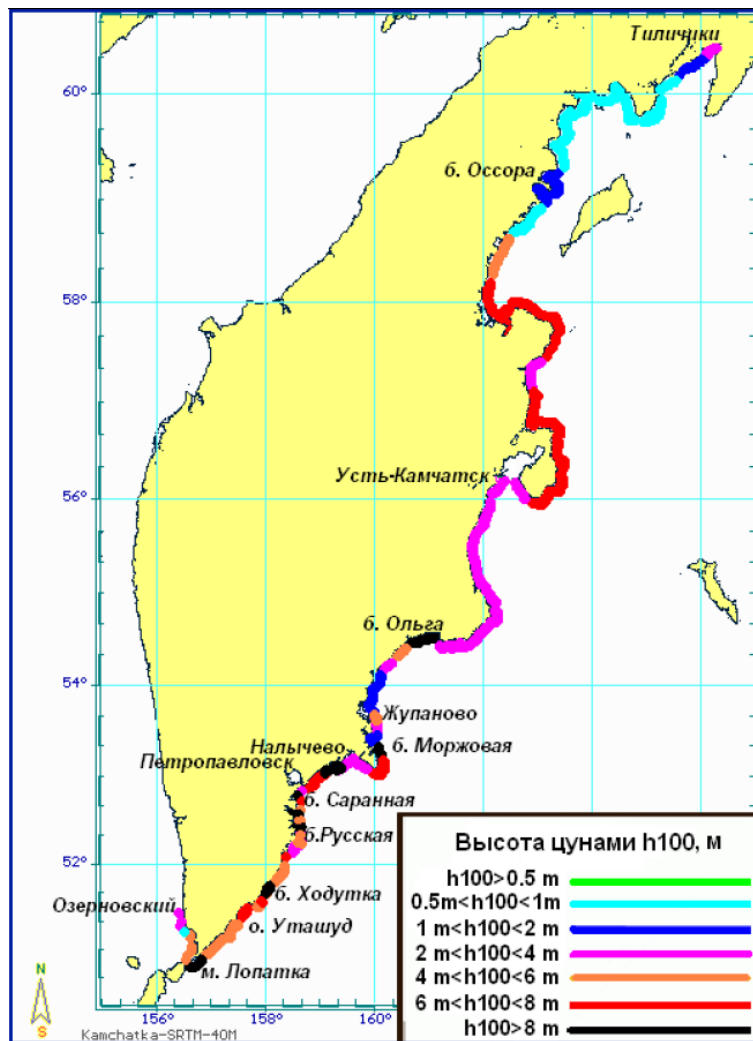 Тиличики
60°
б. Оссора
58°
Усть-Камчатск
56°
б. Ольга
54°
Жупаново
Налычево
б. Моржовая
Петропавловск
б. Саранная
б.Русская
52°
б. Ходутка
Озерновский
о. Уташуд
м. Лопатка
N
S
156°
158°
160°
Kamchatka-SRTM-40M
Высота цунами h100, м
h100>0.5 m
0.5m<h100<1m
1 m<h100<2 m
2 m<h100<4 m
4 m<h100<6 m
6 m<h100<8 m
h100>8 m